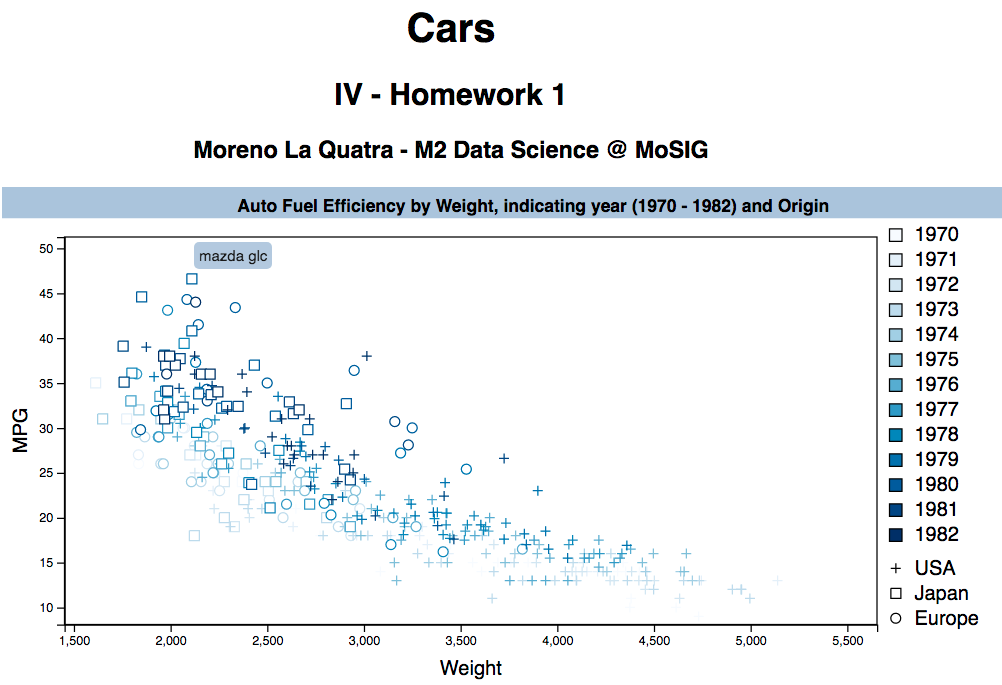 Cars
IV - Homework 1
Moreno La Quatra - M2 Data Science @ MoSIG
Auto Fuel Efficiency by Weight, indicating year (1970 - 1982) and Origin
mazda glc
MPG
50
45
40
35
30
25
20
15
10
1,500 2,000 2,500 3,000 3,500 4,000 4,500 5,000 5,500
Weight
1970
1971
1972
1973
1974
1975
1976
1977
1978
1979
1980
1981
1982
USA
Japan
Europe